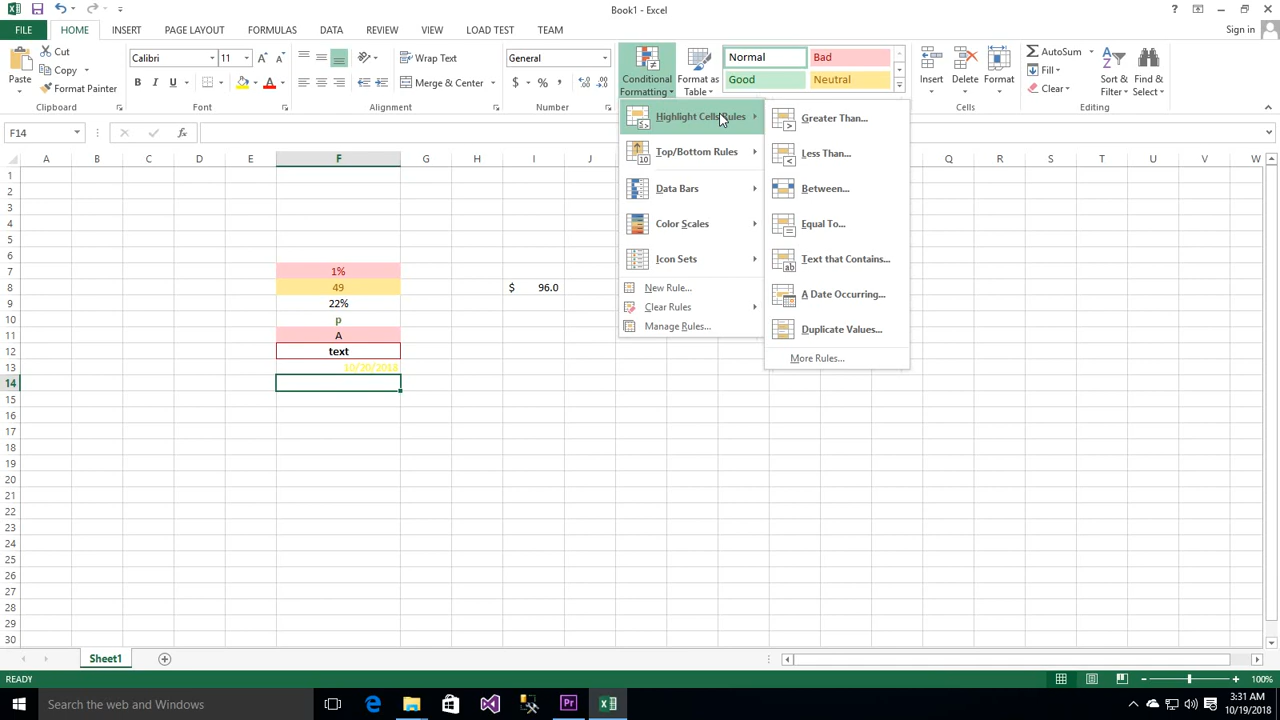 Book1 - Excel
FILE HOME INSERT PAGE LAYOUT FORMULAS DATA REVIEW VIEW LOAD TEST TEAM Sign in
Paste
Cut
Copy
Format Painter
Clipboard
Calibri 11
B I U
Font
Wrap Text
Merge & Center
Alignment
General
$ % ,
Number
Conditional Formatting
Format as Table
Normal Bad
Good Neutral
Insert Delete Format
Cells
AutoSum
Fill
Clear
Sort & Filter
Find & Select
Editing
Highlight Cells Rules
Top/Bottom Rules
Data Bars
Color Scales
Icon Sets
New Rule...
Clear Rules
Manage Rules...
Greater Than...
Less Than...
Between...
Equal To...
Text that Contains...
A Date Occurring...
Duplicate Values...
More Rules...
F14
A B C D E F G H I J Q R S T U V W
1
2
3
4
5
6
7 1%
8 49 $ 96.0
9 22%
10 p
11 A
12 text
13 10/20/2018
14
15
16
17
18
19
20
21
22
23
24
25
26
27
28
29
30
Sheet1
READY 100%
Search the web and Windows
3:31 AM
10/19/2018